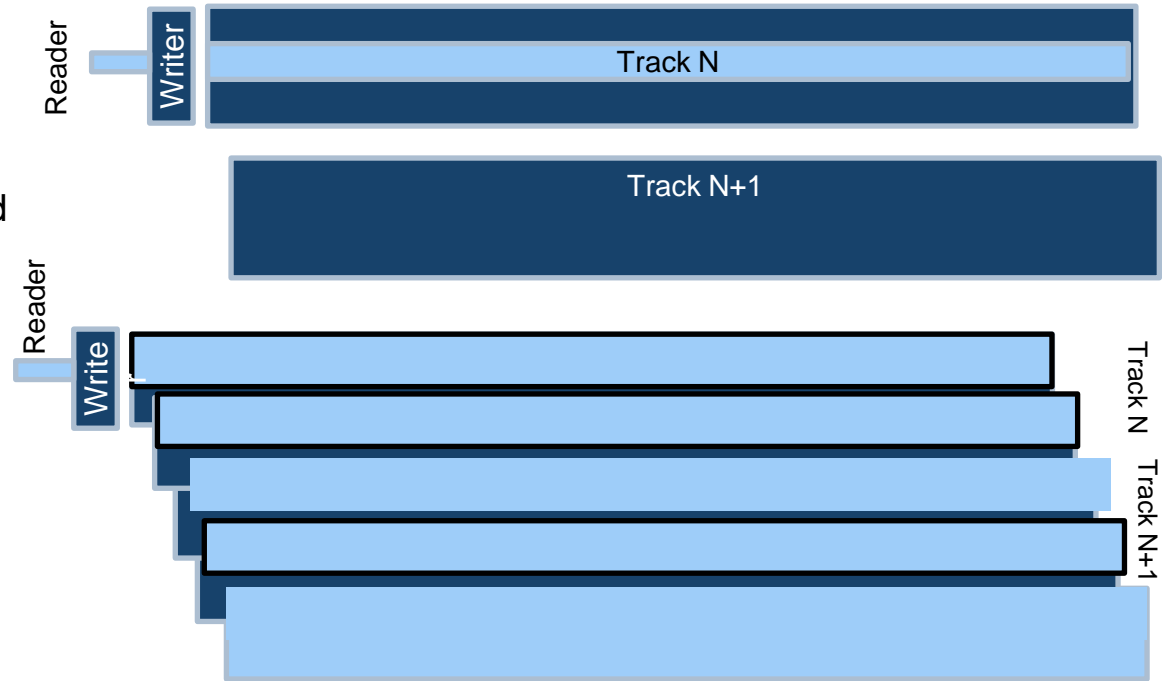 Reader
Writer
Track N
Track N+1
d
Reader
Write
r
Track N
Track N+1